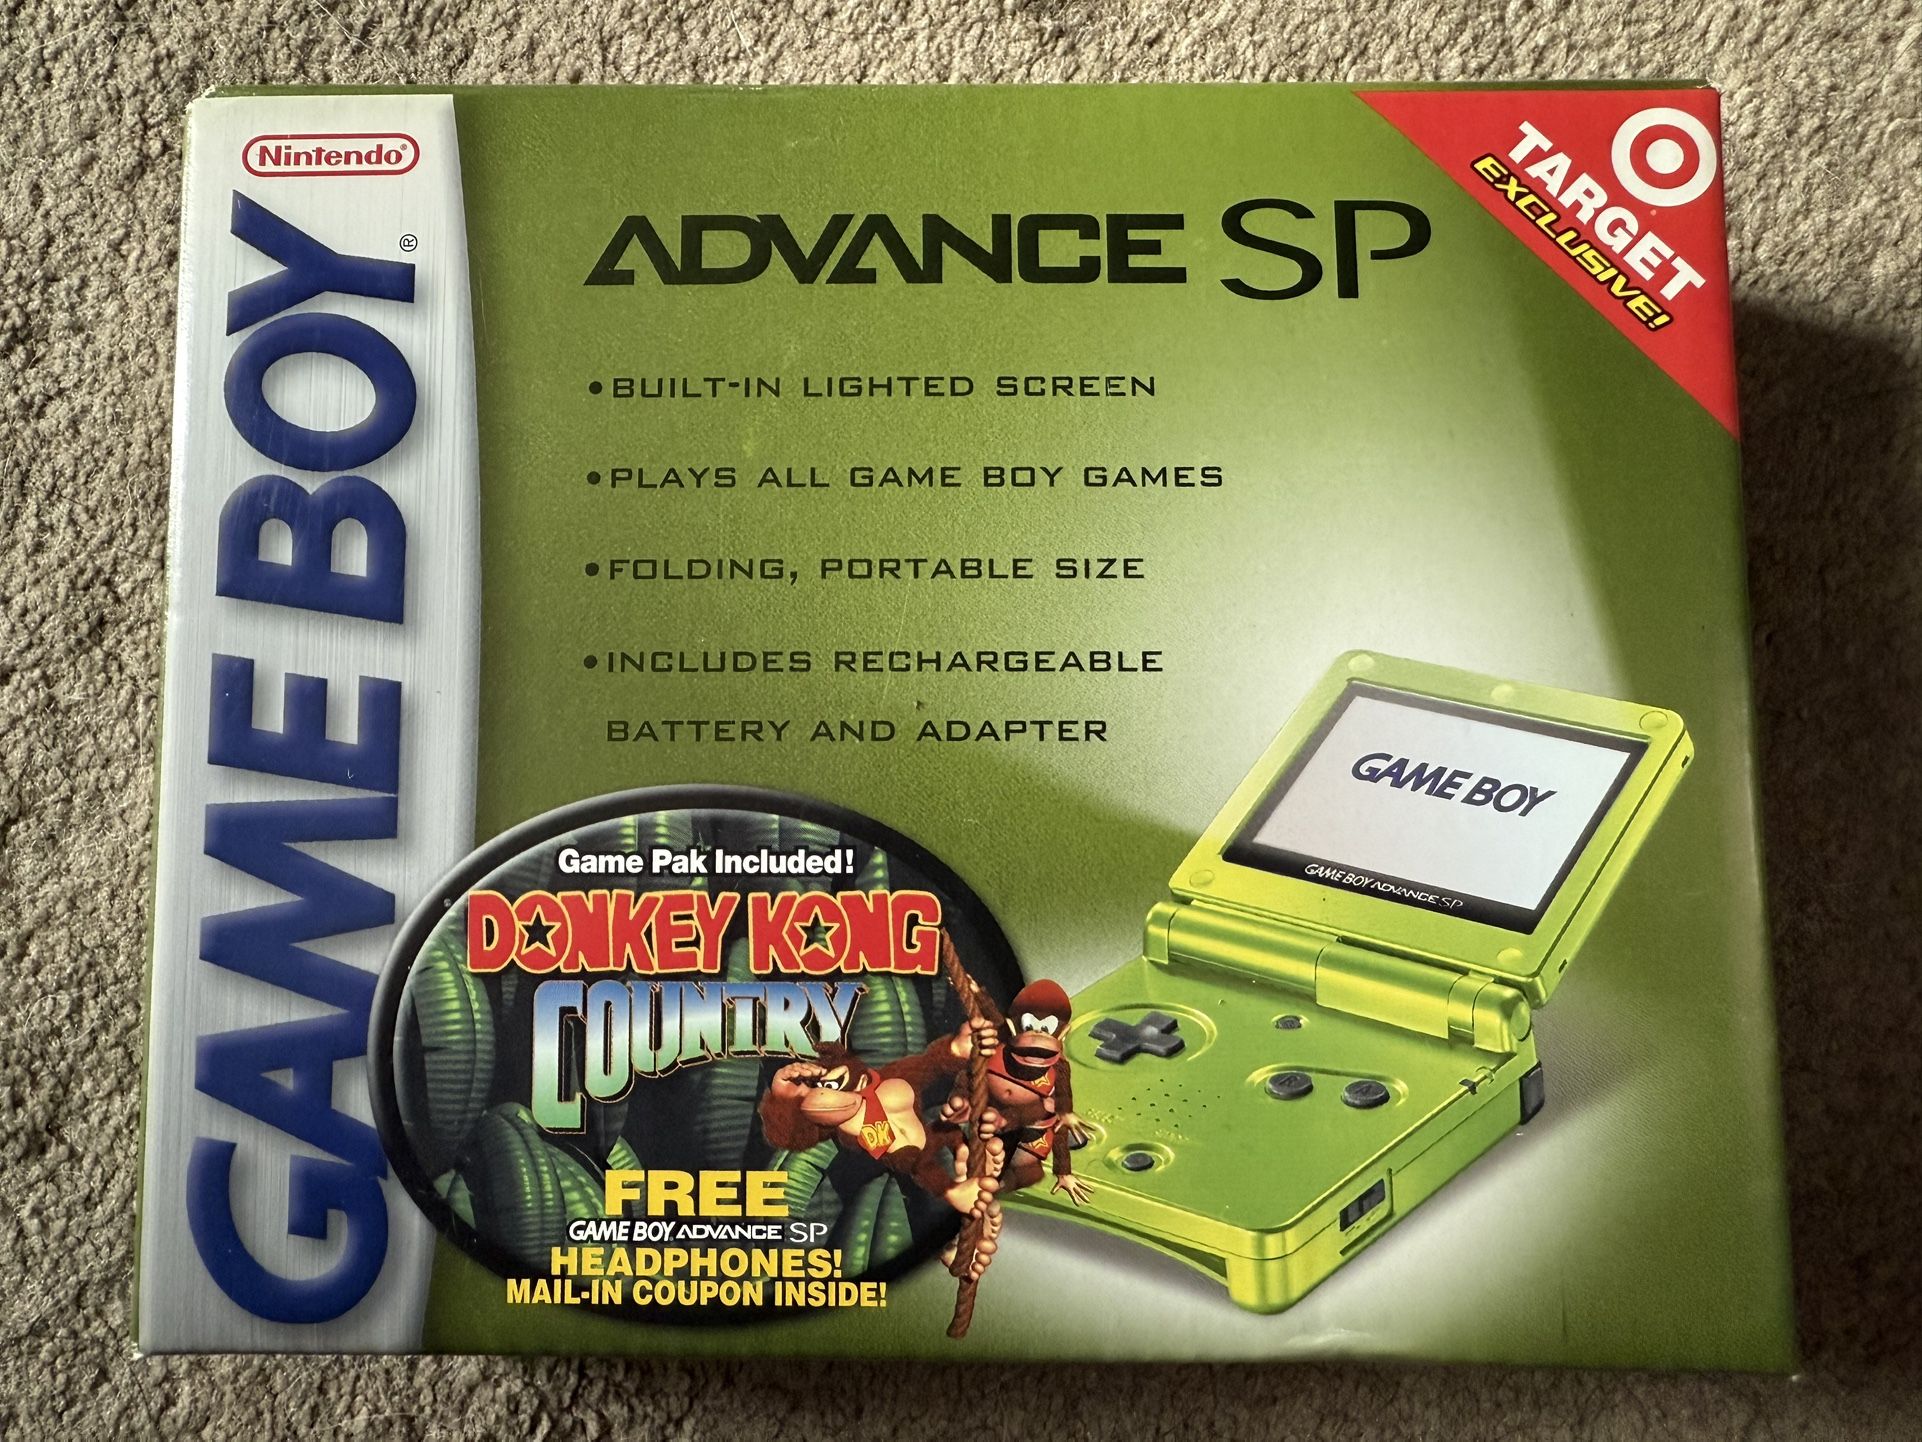 Nintendo®
GAME BOY®
ADVANCE SP
TARGET
EXCLUSIVE!
•BUILT-IN LIGHTED SCREEN
•PLAYS ALL GAME BOY GAMES
•FOLDING, PORTABLE SIZE
•INCLUDES RECHARGEABLE
BATTERY AND ADAPTER
GAME BOY
GAME BOY ADVANCE SP
Game Pak Included!
DONKEY KONG
COUNTRY
DK
FREE
GAME BOY ADVANCE SP
HEADPHONES!
MAIL-IN COUPON INSIDE!